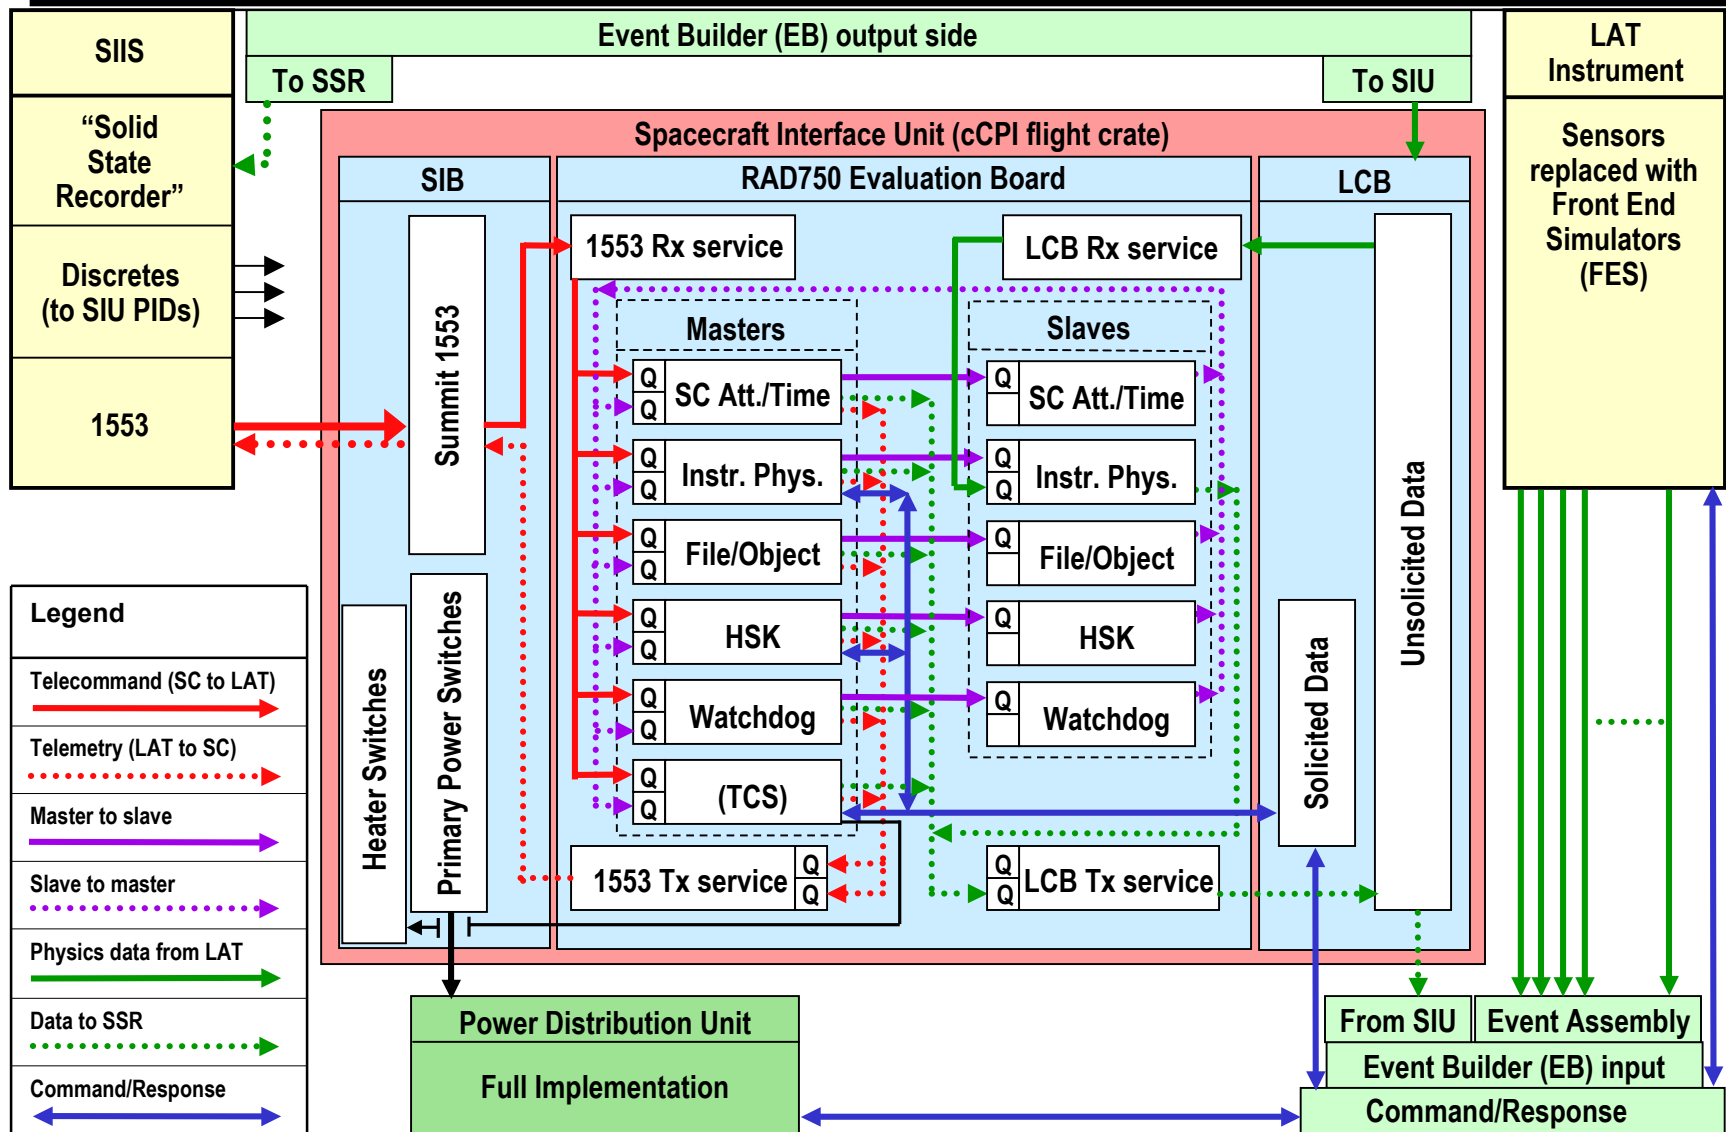 Event Builder (EB) output side
To SSR
To SIU
SIIS
“Solid
State
Recorder”
Discretes
(to SIU PIDs)
1553
LAT
Instrument
Sensors
replaced with
Front End
Simulators
(FES)
Spacecraft Interface Unit (cCPI flight crate)
SIB
RAD750 Evaluation Board
LCB
Summit 1553
Heater Switches
Primary Power Switches
1553 Rx service
LCB Rx service
Masters
Slaves
Q
Q
SC Att./Time
Q
SC Att./Time
Q
Q
Instr. Phys.
Q
Q
Instr. Phys.
Q
Q
File/Object
Q
File/Object
Q
Q
HSK
Q
HSK
Q
Q
Watchdog
Q
Watchdog
Q
Q
(TCS)
1553 Tx service
Q
Q
Q
Q
LCB Tx service
Solicited Data
Unsolicited Data
Legend
Telecommand (SC to LAT)
Telemetry (LAT to SC)
Master to slave
Slave to master
Physics data from LAT
Data to SSR
Command/Response
Power Distribution Unit
Full Implementation
From SIU
Event Assembly
Event Builder (EB) input
Command/Response